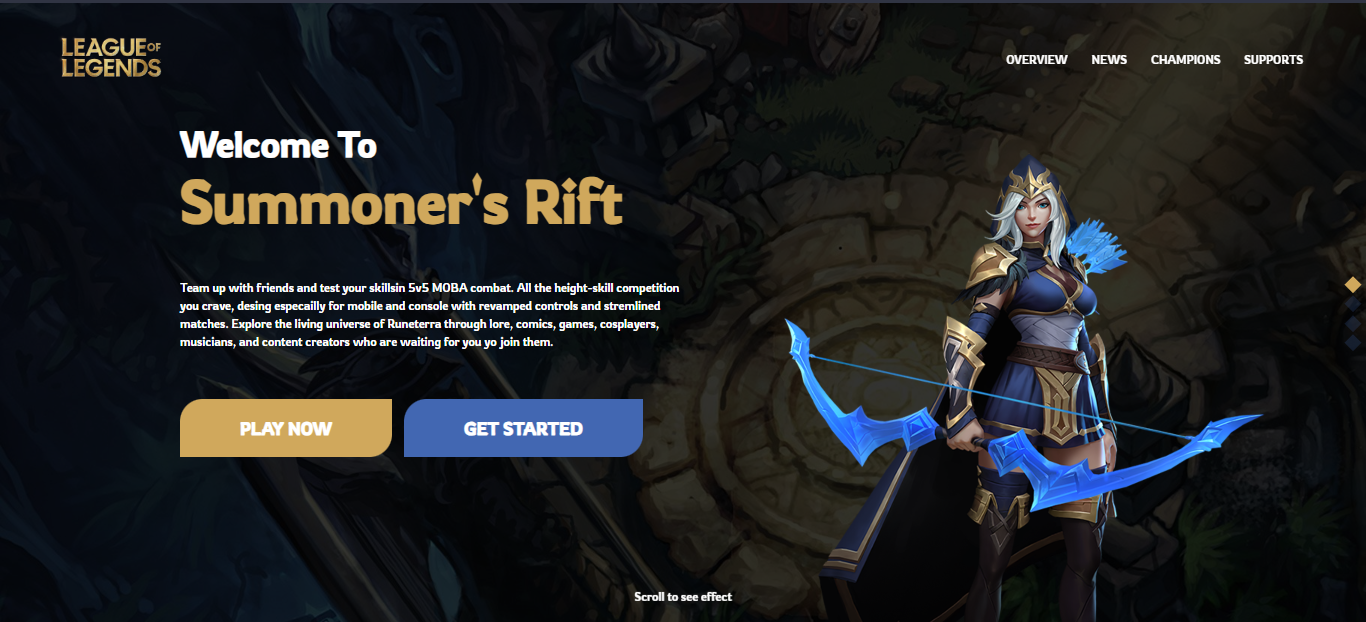 LEAGUE OF
LEGENDS
OVERVIEW NEWS CHAMPIONS SUPPORTS
Welcome To
Summoner's Rift
Team up with friends and test your skillsin 5v5 MOBA combat. All the height-skill competition
you crave, desing especailly for mobile and console with revamped controls and stremlined
matches. Explore the living universe of Runeterra through lore, comics, games, cosplayers,
musicians, and content creators who are waiting for you yo join them.
PLAY NOW GET STARTED
Scroll to see effect